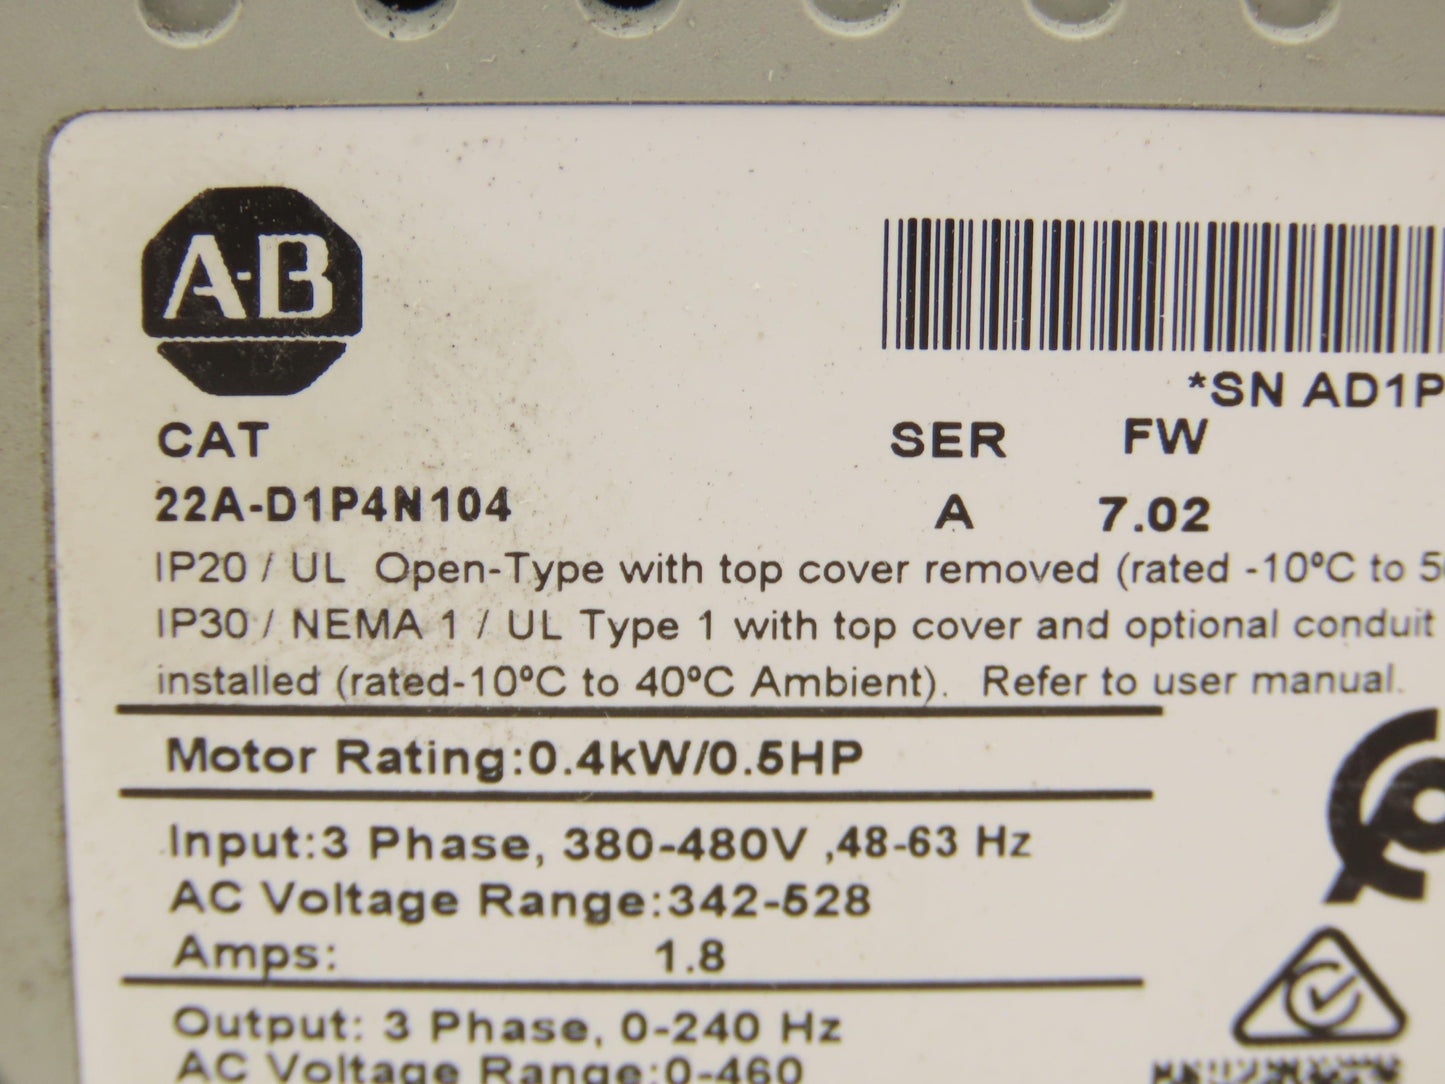 A-B
*SN AD1P
CAT SER FW
22A-D1P4N104 A 7.02
IP20 / UL Open-Type with top cover removed (rated -10ºC to
IP30 / NEMA 1 / UL Type 1 with top cover and optional conduit
installed (rated-10ºC to 40ºC Ambient). Refer to user manual.
Motor Rating:0.4kW/0.5HP
Input:3 Phase, 380-480V ,48-63 Hz
AC Voltage Range:342-528
Amps: 1.8
Output: 3 Phase, 0-240 Hz
AC Voltage Range:0-460